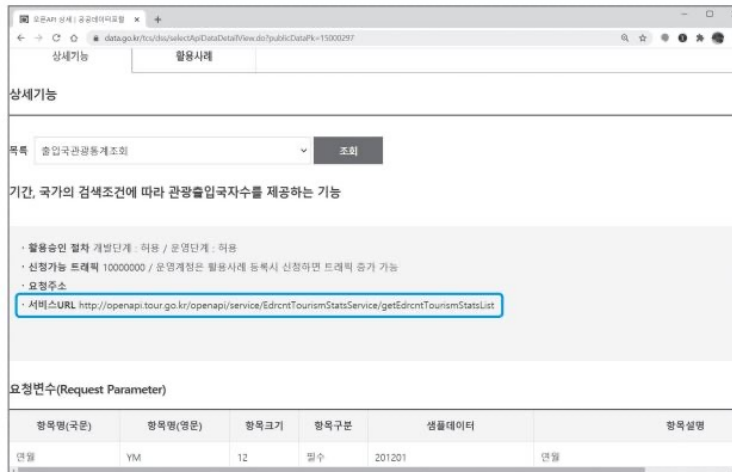 오픈API 상세 | 공공데이터포털
data.go.kr/tcs/dss/selectApiDataDetailView.do?publicDataPk=15000297
상세기능 활용사례
상세기능
목록 출입국관광통계조회 조회
기간, 국가의 검색조건에 따라 관광출입국자수를 제공하는 기능
· 활용승인 절차 개발단계 : 허용 / 운영단계 : 허용
· 신청가능 트래픽 10000000 / 운영계정은 활용사례 등록시 신청하면 트래픽 증가 가능
· 요청주소
· 서비스URL http://openapi.tour.go.kr/openapi/service/EdrcntTourismStatsService/getEdrcntTourismStatsList
요청변수(Request Parameter)
항목명(국문) 항목명(영문) 항목크기 항목구분 샘플데이터 항목설명
연월 YM 12 필수 201201 연월